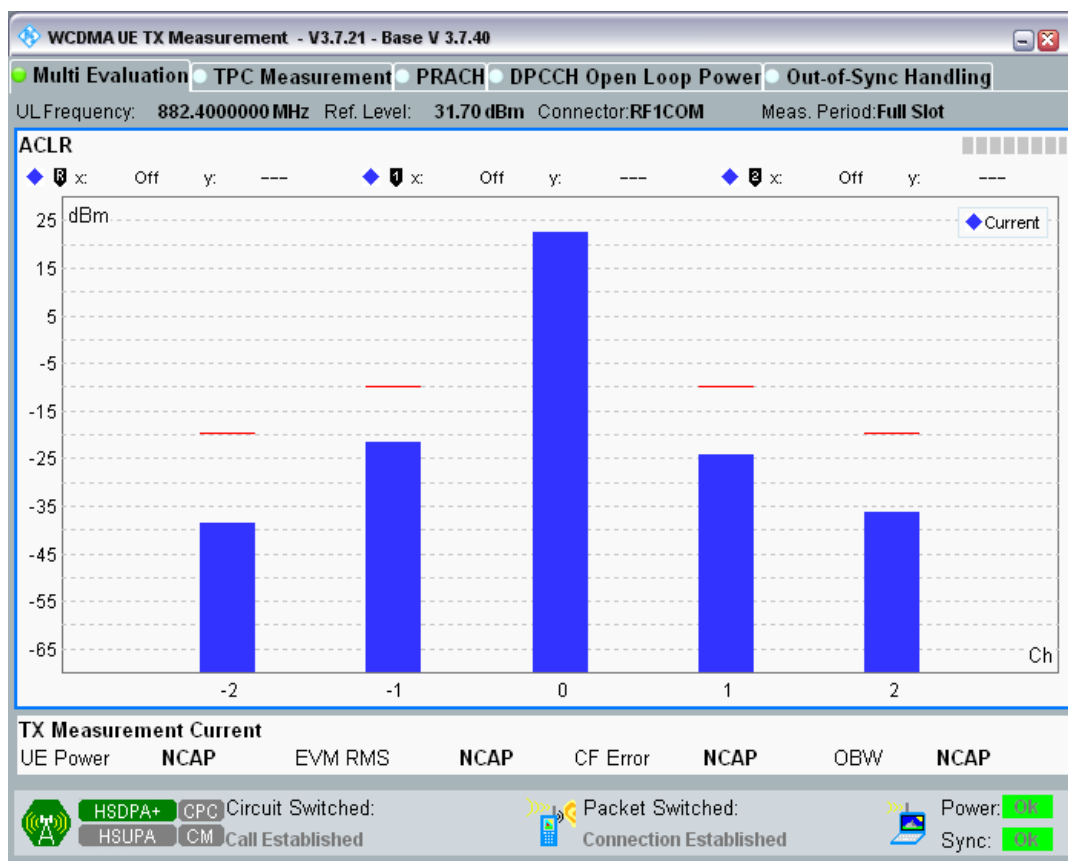 WCDMA UE TX Measurement - V3.7.21 - Base V 3.7.40
Multi Evaluation TPC Measurement PRACH DPCCH Open Loop Power Out-of-Sync Handling
UL Frequency: 882.4000000 MHz Ref. Level: 31.70 dBm Connector:RF1COM Meas. Period:Full Slot
ACLR
R x: Off y: --- 1 x: Off y: --- 2 x: Off y: ---
dBm
Current
25
15
5
-5
-15
-25
-35
-45
-55
-65
Ch
-2 -1 0 1 2
TX Measurement Current
UE Power NCAP EVM RMS NCAP CF Error NCAP OBW NCAP
HSDPA+ CPC Circuit Switched: Packet Switched: Power: Ok
HSUPA CM Call Established Connection Established Sync: Ok